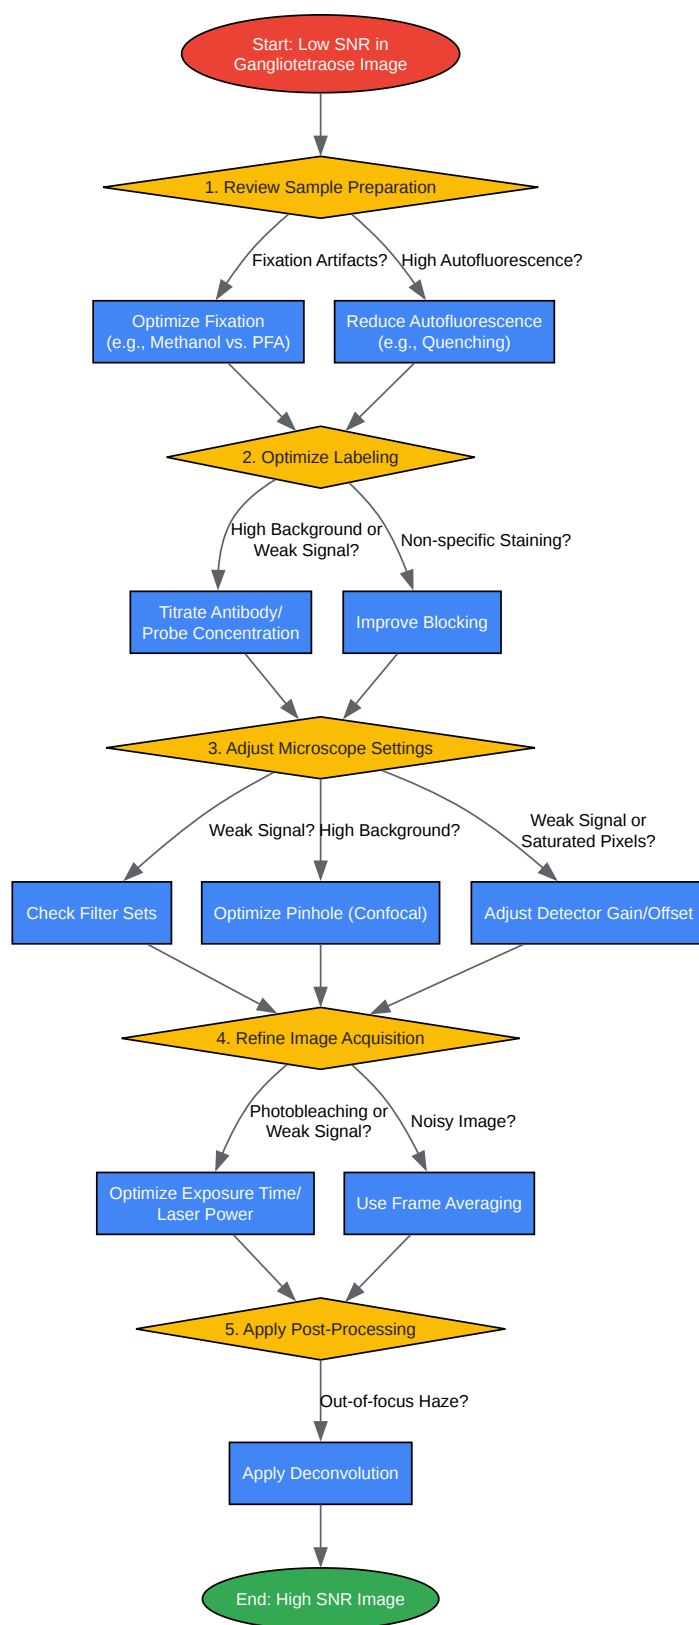 Start: Low SNR in
Gangliotetraose Image
1. Review Sample Preparation
Fixation Artifacts?
High Autofluorescence?
Optimize Fixation
(e.g., Methanol vs. PFA)
Reduce Autofluorescence
(e.g., Quenching)
2. Optimize Labeling
High Background or
Weak Signal?
Non-specific Staining?
Titrate Antibody/
Probe Concentration
Improve Blocking
3. Adjust Microscope Settings
Weak Signal?
High Background?
Weak Signal or
Saturated Pixels?
Check Filter Sets
Optimize Pinhole (Confocal)
Adjust Detector Gain/Offset
4. Refine Image Acquisition
Photobleaching or
Weak Signal?
Noisy Image?
Optimize Exposure Time/
Laser Power
Use Frame Averaging
5. Apply Post-Processing
Out-of-focus Haze?
Apply Deconvolution
End: High SNR Image